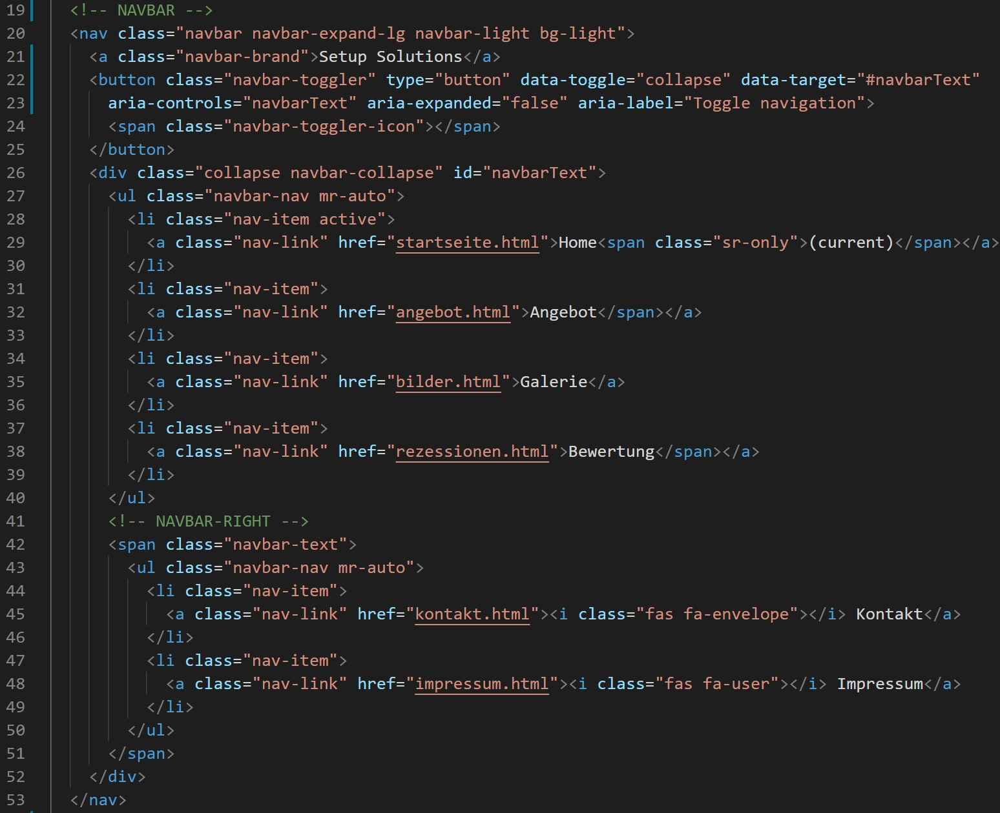 19 <!-- NAVBAR -->
20 <nav class="navbar navbar-expand-lg navbar-light bg-light">
21 <a class="navbar-brand">Setup Solutions</a>
22 <button class="navbar-toggler" type="button" data-toggle="collapse" data-target="#navbarText"
23 aria-controls="navbarText" aria-expanded="false" aria-label="Toggle navigation">
24 <span class="navbar-toggler-icon"></span>
25 </button>
26 <div class="collapse navbar-collapse" id="navbarText">
27 <ul class="navbar-nav mr-auto">
28 <li class="nav-item active">
29 <a class="nav-link" href="startseite.html">Home<span class="sr-only">(current)</span></a>
30 </li>
31 <li class="nav-item">
32 <a class="nav-link" href="angebot.html">Angebot</span></a>
33 </li>
34 <li class="nav-item">
35 <a class="nav-link" href="bilder.html">Galerie</a>
36 </li>
37 <li class="nav-item">
38 <a class="nav-link" href="rezessionen.html">Bewertung</span></a>
39 </li>
40 </ul>
41 <!-- NAVBAR-RIGHT -->
42 <span class="navbar-text">
43 <ul class="navbar-nav mr-auto">
44 <li class="nav-item">
45 <a class="nav-link" href="kontakt.html"><i class="fas fa-envelope"></i> Kontakt</a>
46 </li>
47 <li class="nav-item">
48 <a class="nav-link" href="impressum.html"><i class="fas fa-user"></i> Impressum</a>
49 </li>
50 </ul>
51 </span>
52 </div>
53 </nav>